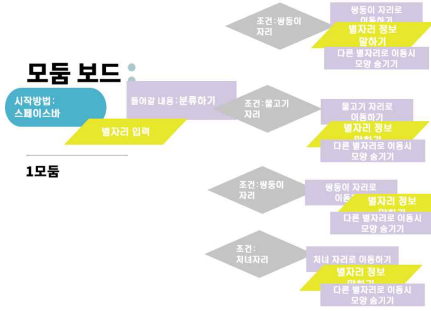 모둠 보드
시작방법:
스페이스바
들어갈 내용:분류하기
별자리 입력
1모둠
조건:쌍둥이
자리
쌍둥이 자리로
이동하기
별자리 정보
말하기
다른 별자리로 이동시
모양 숨기기
조건:물고기
자리
물고기 자리로
이동하기
별자리 정보
말하기
다른 별자리로 이동시
모양 숨기기
조건:쌍둥이
자리
쌍둥이 자리로
별자리 정보
다른 별자리로 이동시
모양 숨기기
조건:
처녀자리
처녀 자리로 이동하기
별자리 정보
말하기
다른 별자리로 이동시
모양 숨기기